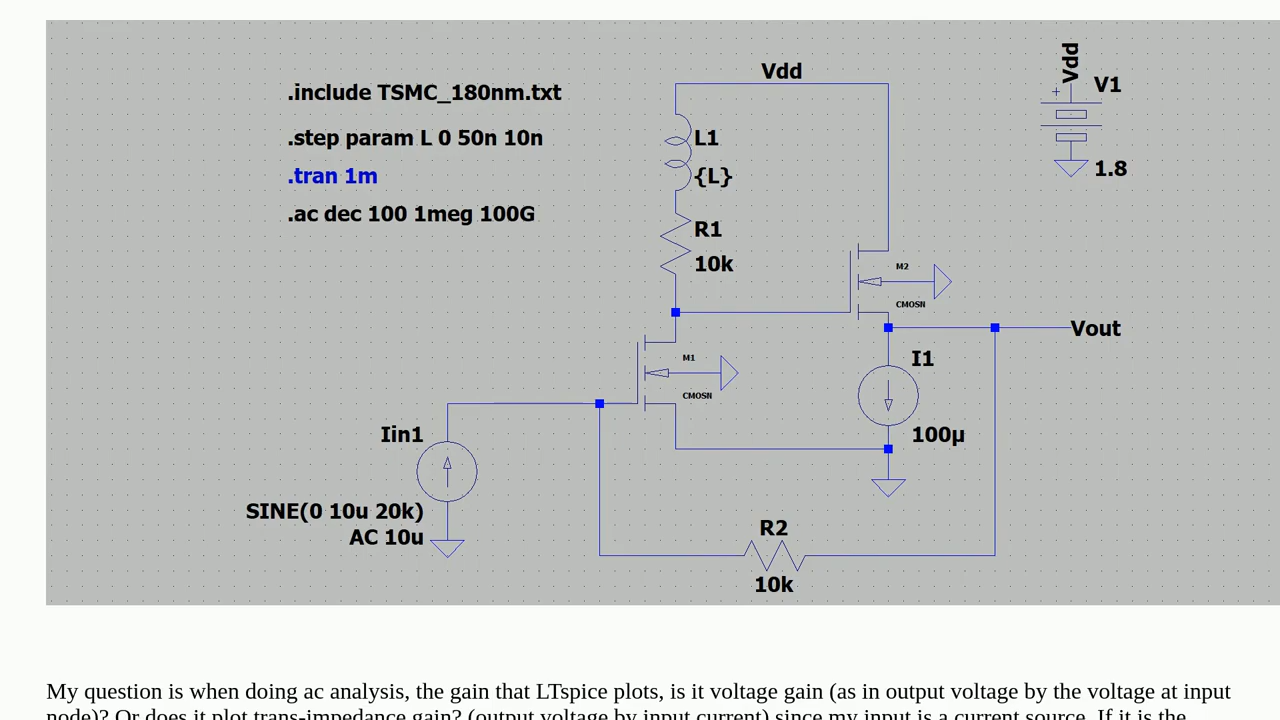 Vdd
Vdd
V1
1.8
.include TSMC_180nm.txt
.step param L 0 50n 10n
.tran 1m
.ac dec 100 1meg 100G
L1
{L}
R1
10k
M2
CMOSN
Vout
M1
CMOSN
I1
100µ
Iin1
SINE(0 10u 20k)
AC 10u
R2
10k
My question is when doing ac analysis, the gain that LTspice plots, is it voltage gain (as in output voltage by the voltage at input
node)? Or does it plot trans-impedance gain? (output voltage by input current) since my input is a current source. If it is the